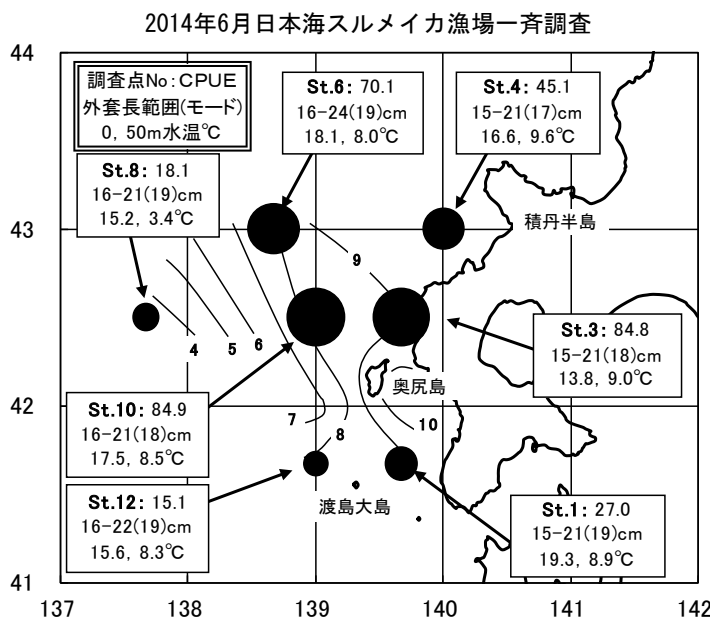 2014年6月日本海スルメイカ漁場一斉調査
44
43
42
41
137
138
139
140
141
142
調査点No:CPUE
外套長範囲(モード)
0, 50m水温℃
St.6: 70.1
16-24(19)cm
18.1, 8.0℃
St.4: 45.1
15-21(17)cm
16.6, 9.6℃
St.8: 18.1
16-21(19)cm
15.2, 3.4℃
積丹半島
9
4
5
6
7
8
10
St.3: 84.8
15-21(18)cm
13.8, 9.0℃
奥尻島
St.10: 84.9
16-21(18)cm
17.5, 8.5℃
St.12: 15.1
16-22(19)cm
15.6, 8.3℃
渡島大島
St.1: 27.0
15-21(19)cm
19.3, 8.9℃